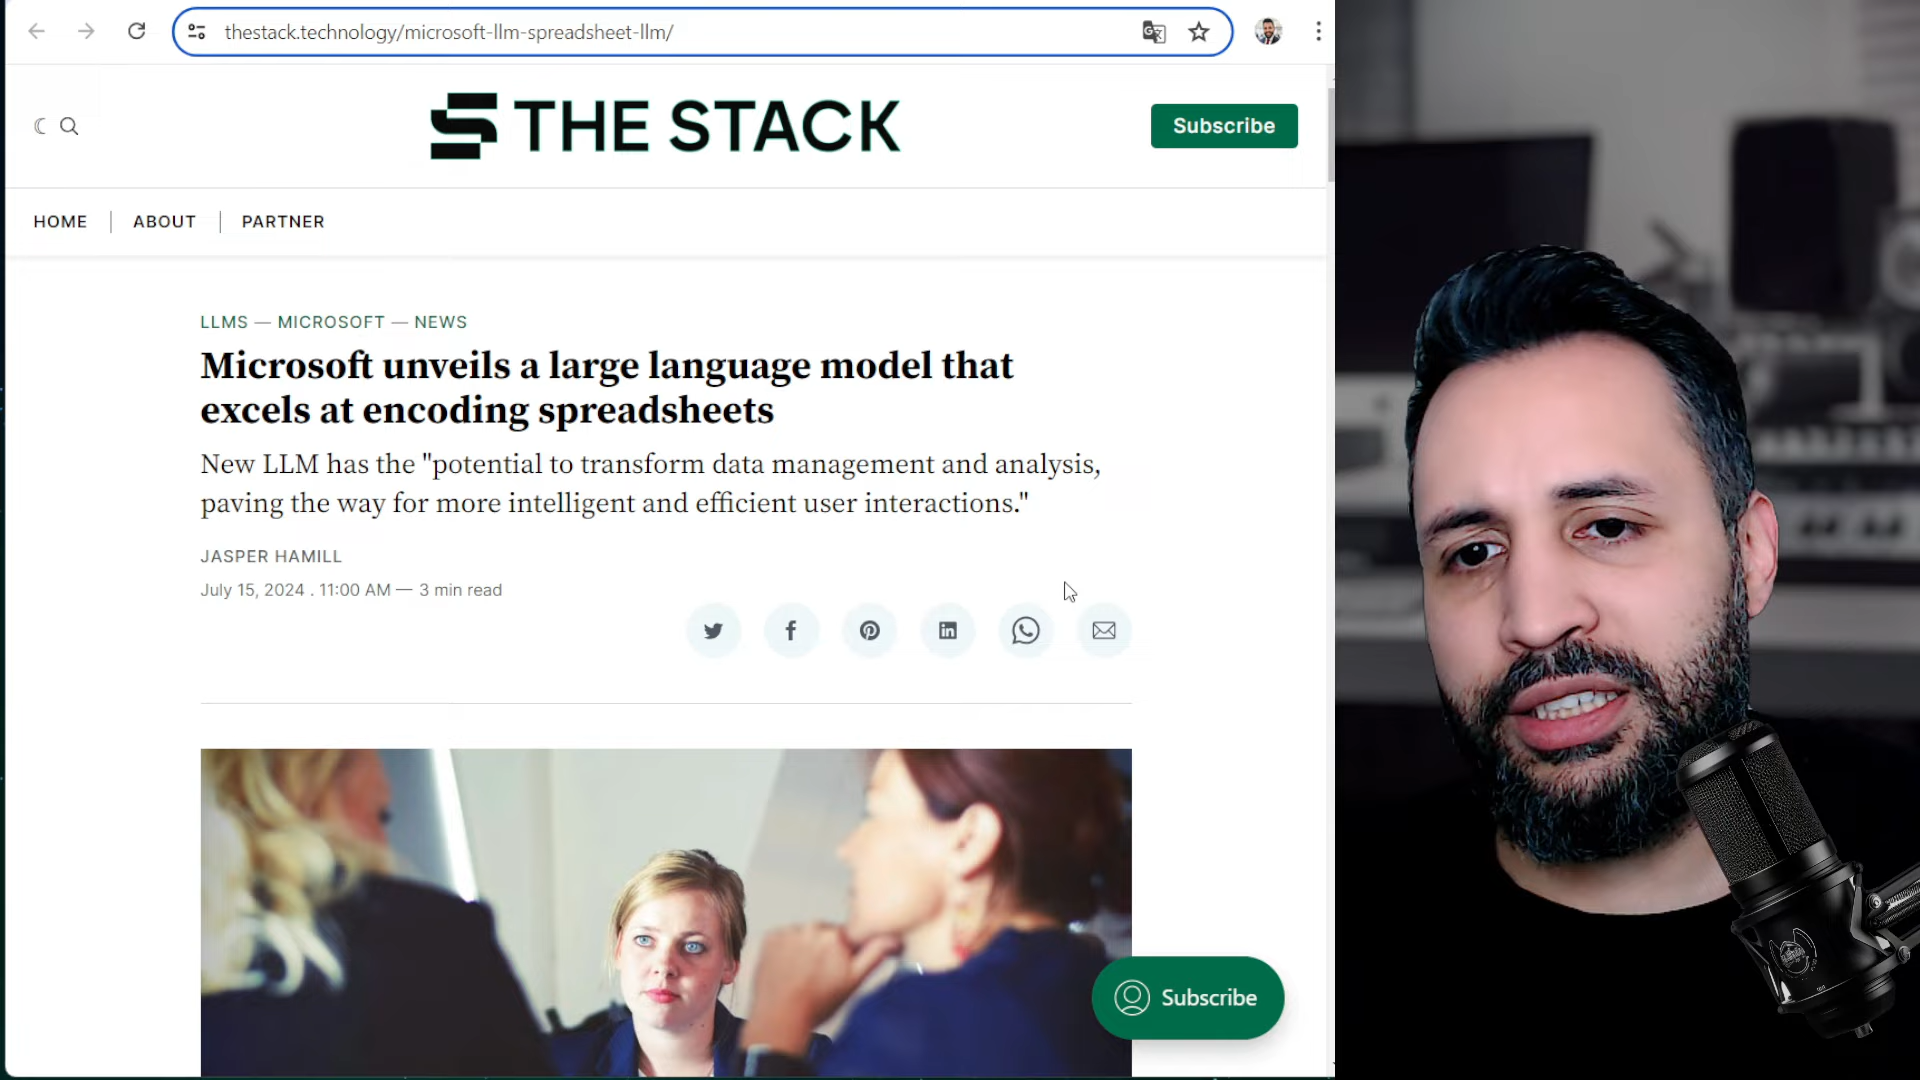 thestack.technology/microsoft-llm-spreadsheet-llm/
THE STACK
Subscribe
HOME
ABOUT
PARTNER
LLMS — MICROSOFT — NEWS
Microsoft unveils a large language model that
excels at encoding spreadsheets
New LLM has the "potential to transform data management and analysis,
paving the way for more intelligent and efficient user interactions."
JASPER HAMILL
July 15, 2024 . 11:00 AM — 3 min read
Subscribe